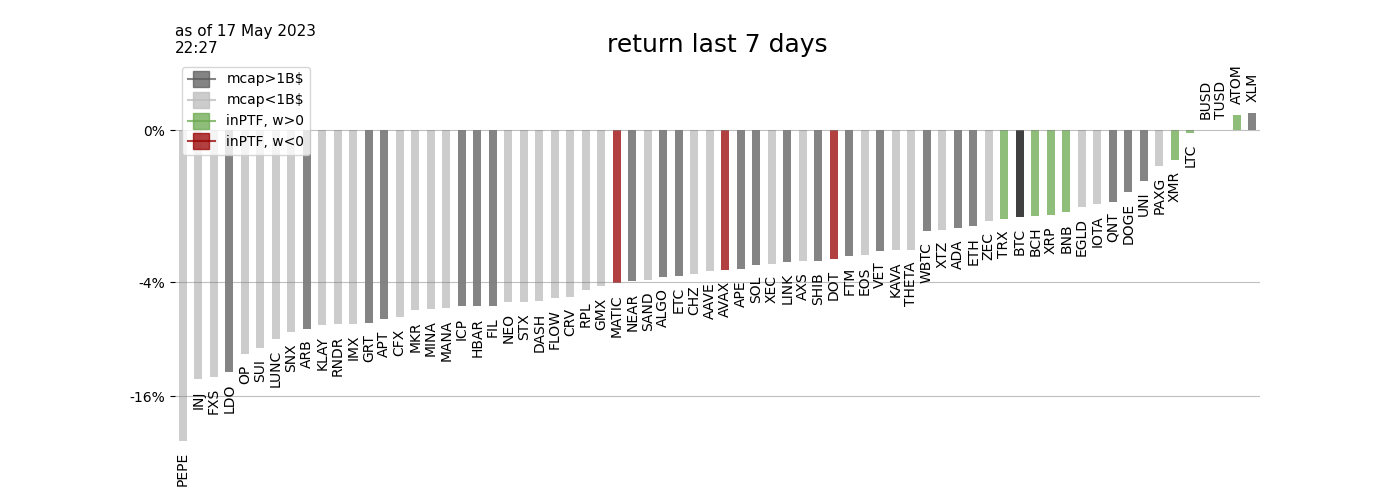 as of 17 May 2023
22:27
return last 7 days
mcap>1B$
mcap<1B$
inPTF, w>0
inPTF, w<0
0%
-4%
-16%
PEPE
INJ
FXS
LDO
OP
SUI
LUNC
SNX
ARB
KLAY
RNDR
IMX
GRT
APT
CFX
MKR
MINA
MANA
ICP
HBAR
FIL
NEO
STX
DASH
FLOW
CRV
RPL
GMX
MATIC
NEAR
SAND
ALGO
ETC
CHZ
AAVE
AVAX
APE
SOL
XEC
LINK
AXS
SHIB
DOT
FTM
EOS
VET
KAVA
THETA
WBTC
XTZ
ADA
ETH
ZEC
TRX
BTC
BCH
XRP
BNB
EGLD
IOTA
QNT
DOGE
UNI
PAXG
XMR
LTC
BUSD
TUSD
ATOM
XLM